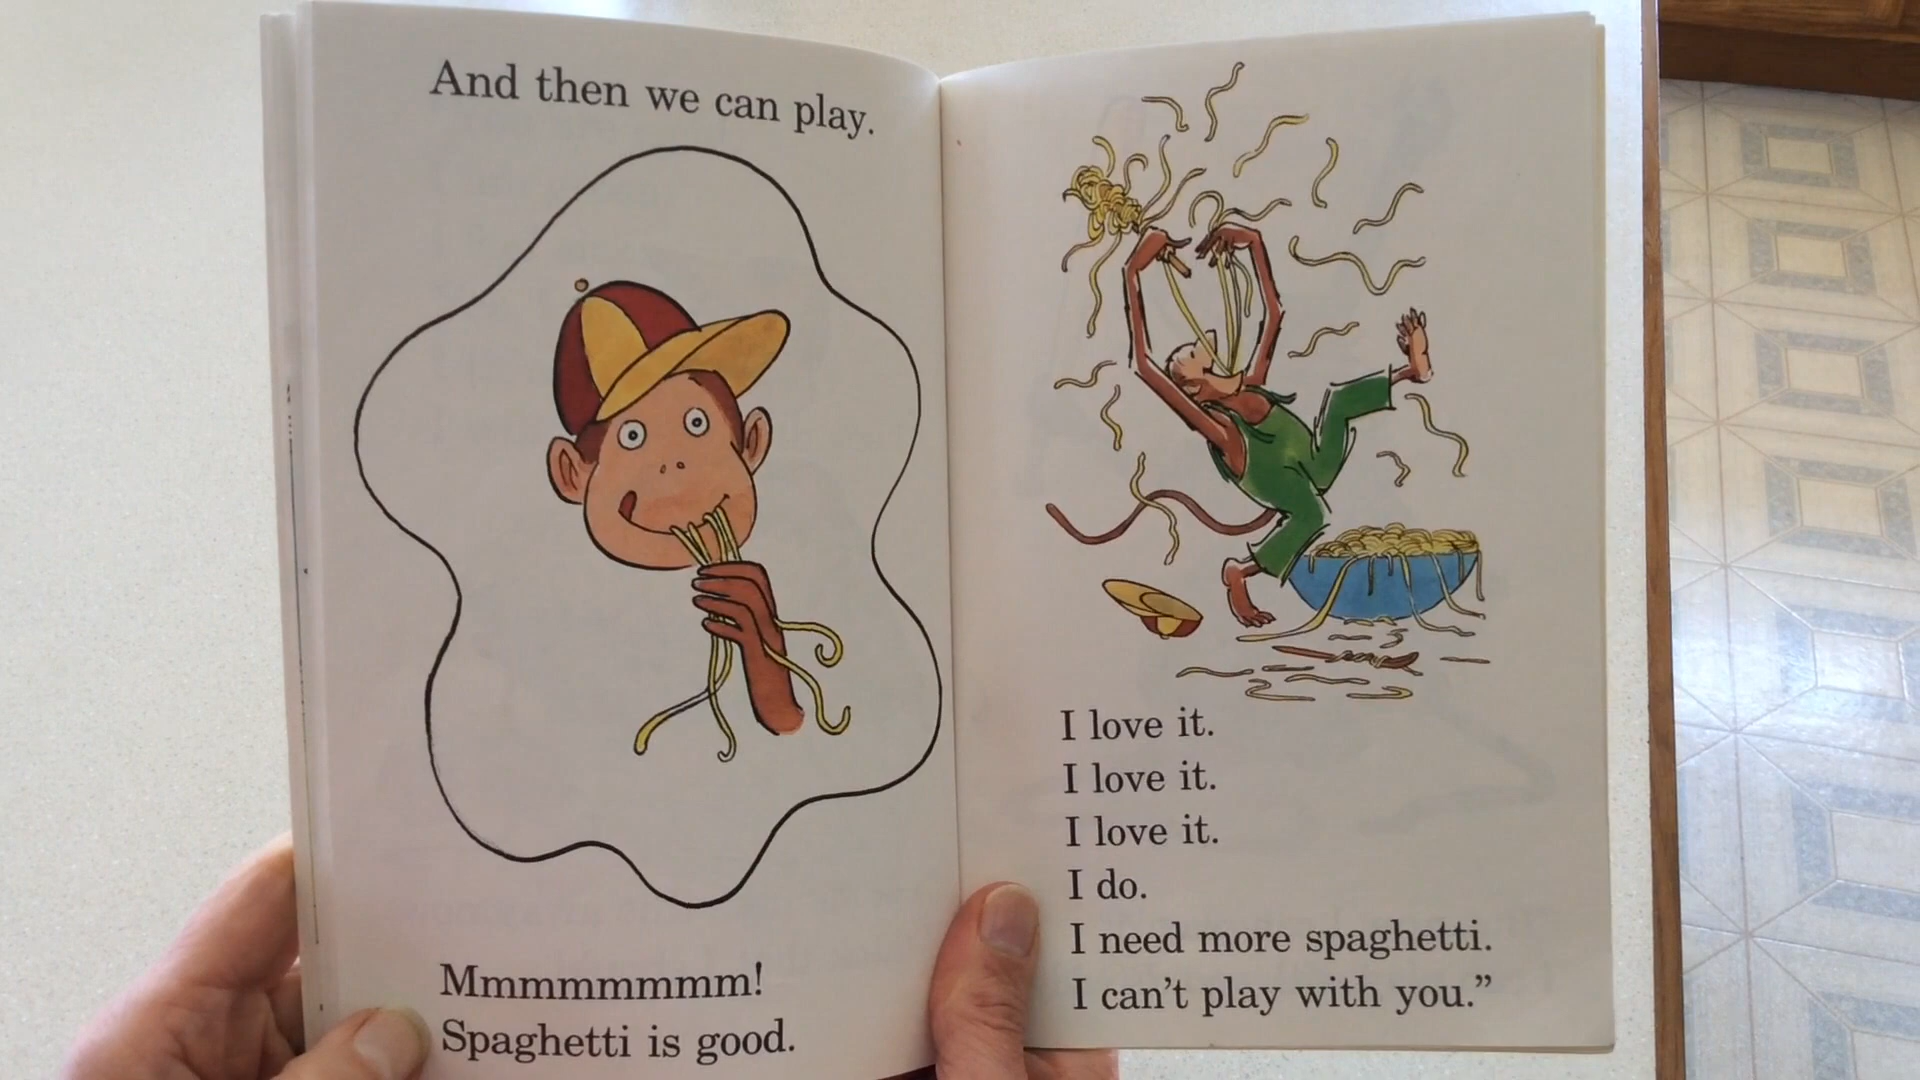 And then we can play.
Mmmmmmmm!
Spaghetti is good.
I love it.
I love it.
I love it.
I do.
I need more spaghetti.
I can't play with you.”